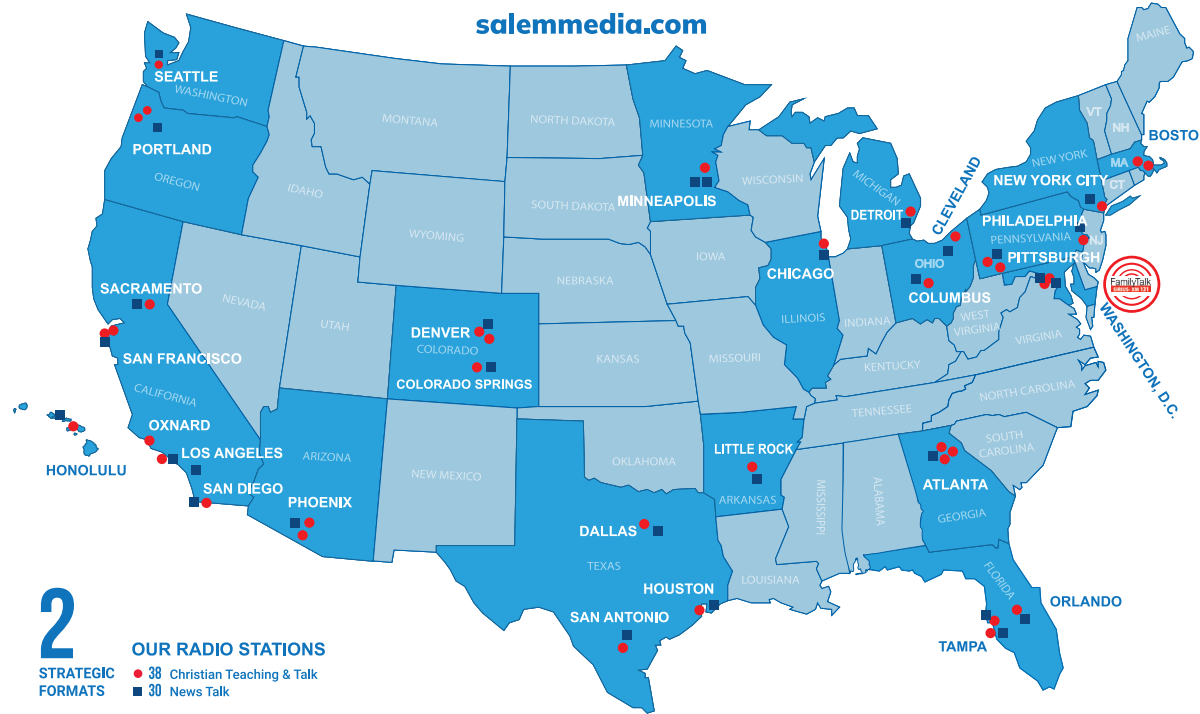 salemmedia.com
MAINE
SEATTLE
WASHINGTON
MONTANA
NORTH DAKOTA
MINNESOTA
VT
NH
BOSTO
PORTLAND
OREGON
IDAHO
WISCONSIN
MICHIGAN
CLEVELAND
NEW YORK
MA
NEW YORK CITY
CT
SOUTH DAKOTA
MINNEAPOLIS
DETROIT
PHILADELPHIA
WYOMING
PENNSYLVANIA
NJ
IOWA
CHICAGO
OHIO
PITTSBURGH
NEBRASKA
FamilyTalk
SIRIUS XM 131
SACRAMENTO
NEVADA
COLUMBUS
UTAH
ILLINOIS
INDIANA
WEST
VIRGINIA
WASHINGTON, D.C.
DENVER
COLORADO
VIRGINIA
SAN FRANCISCO
KANSAS
MISSOURI
KENTUCKY
COLORADO SPRINGS
CALIFORNIA
NORTH CAROLINA
TENNESSEE
OXNARD
LOS ANGELES
SOUTH
CAROLINA
HONOLULU
ARIZONA
OKLAHOMA
LITTLE ROCK
NEW MEXICO
SAN DIEGO
PHOENIX
ARKANSAS
MISSISSIPPI
ALABAMA
ATLANTA
GEORGIA
DALLAS
TEXAS
LOUISIANA
FLORIDA
HOUSTON
SAN ANTONIO
ORLANDO
TAMPA
2
STRATEGIC
FORMATS
OUR RADIO STATIONS
38 Christian Teaching & Talk
30 News Talk